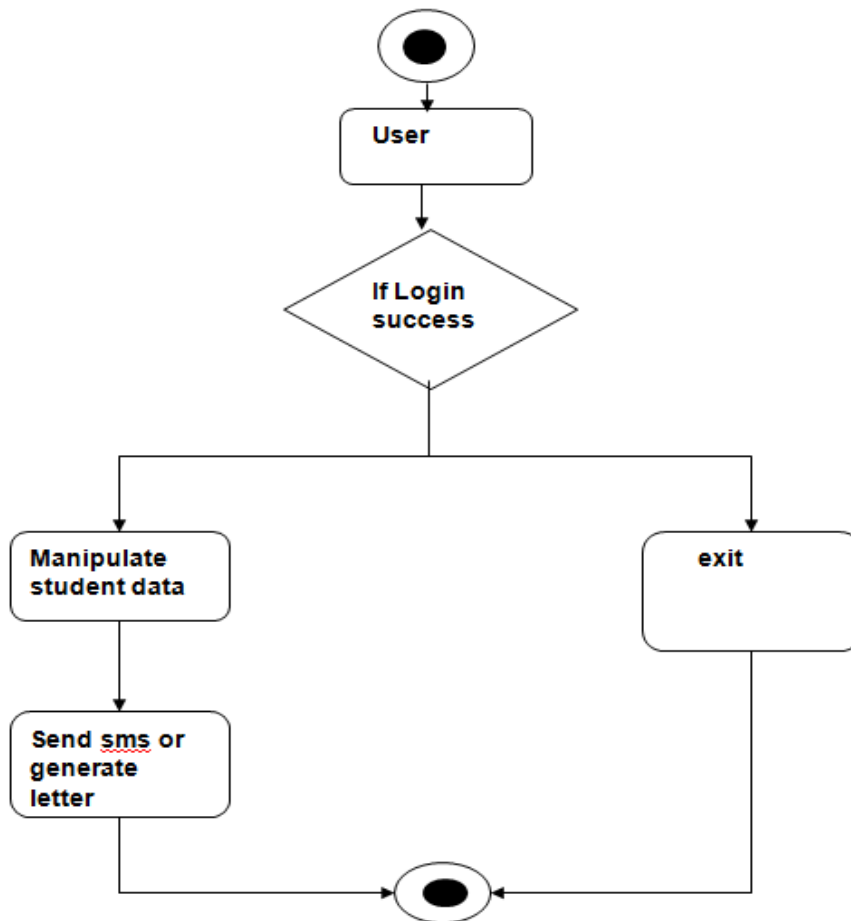 User
If Login
success
Manipulate
student data
exit
Send sms or
generate
letter